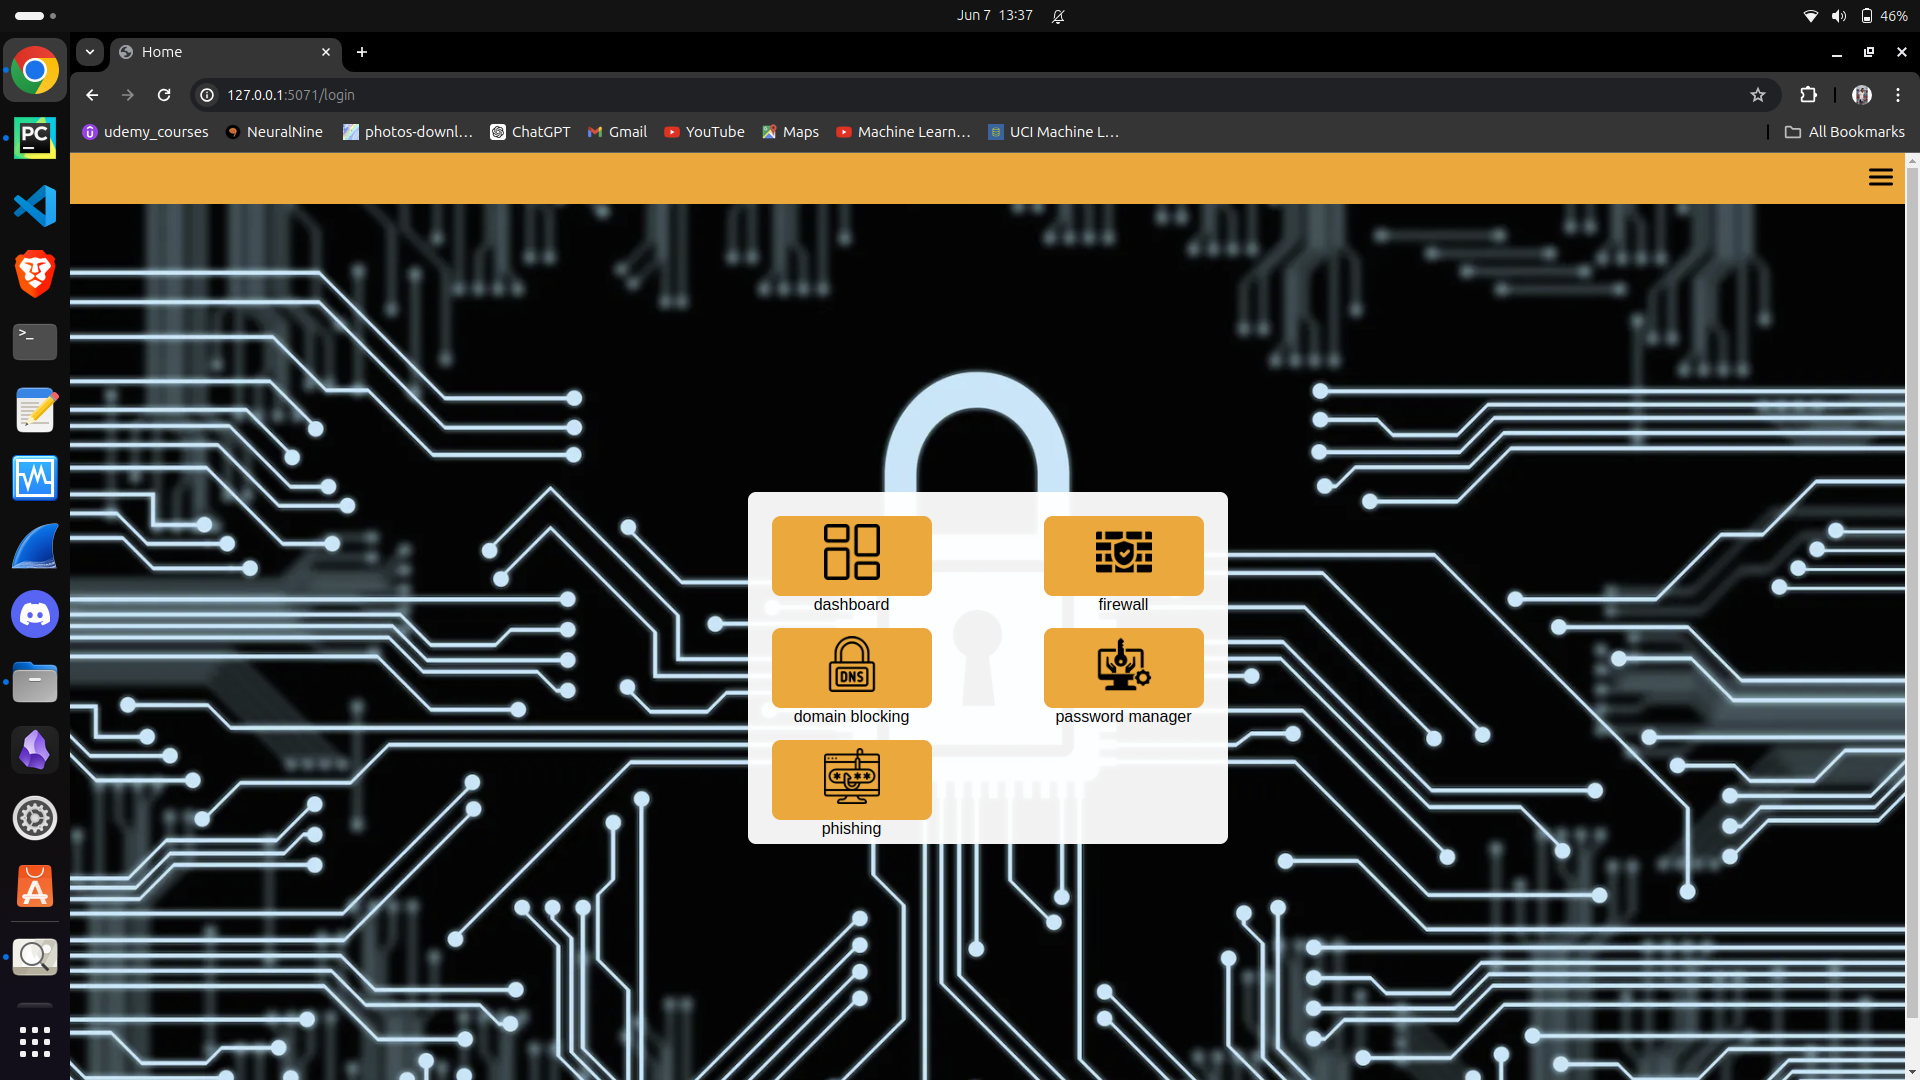 Jun 7 13:37
46%
Home
127.0.0.1:5071/login
udemy_courses
NeuralNine
photos-downl...
ChatGPT
Gmail
YouTube
Maps
Machine Learn...
UCI Machine L...
All Bookmarks
PC
>_
dashboard
firewall
DNS
domain blocking
password manager
** **
phishing